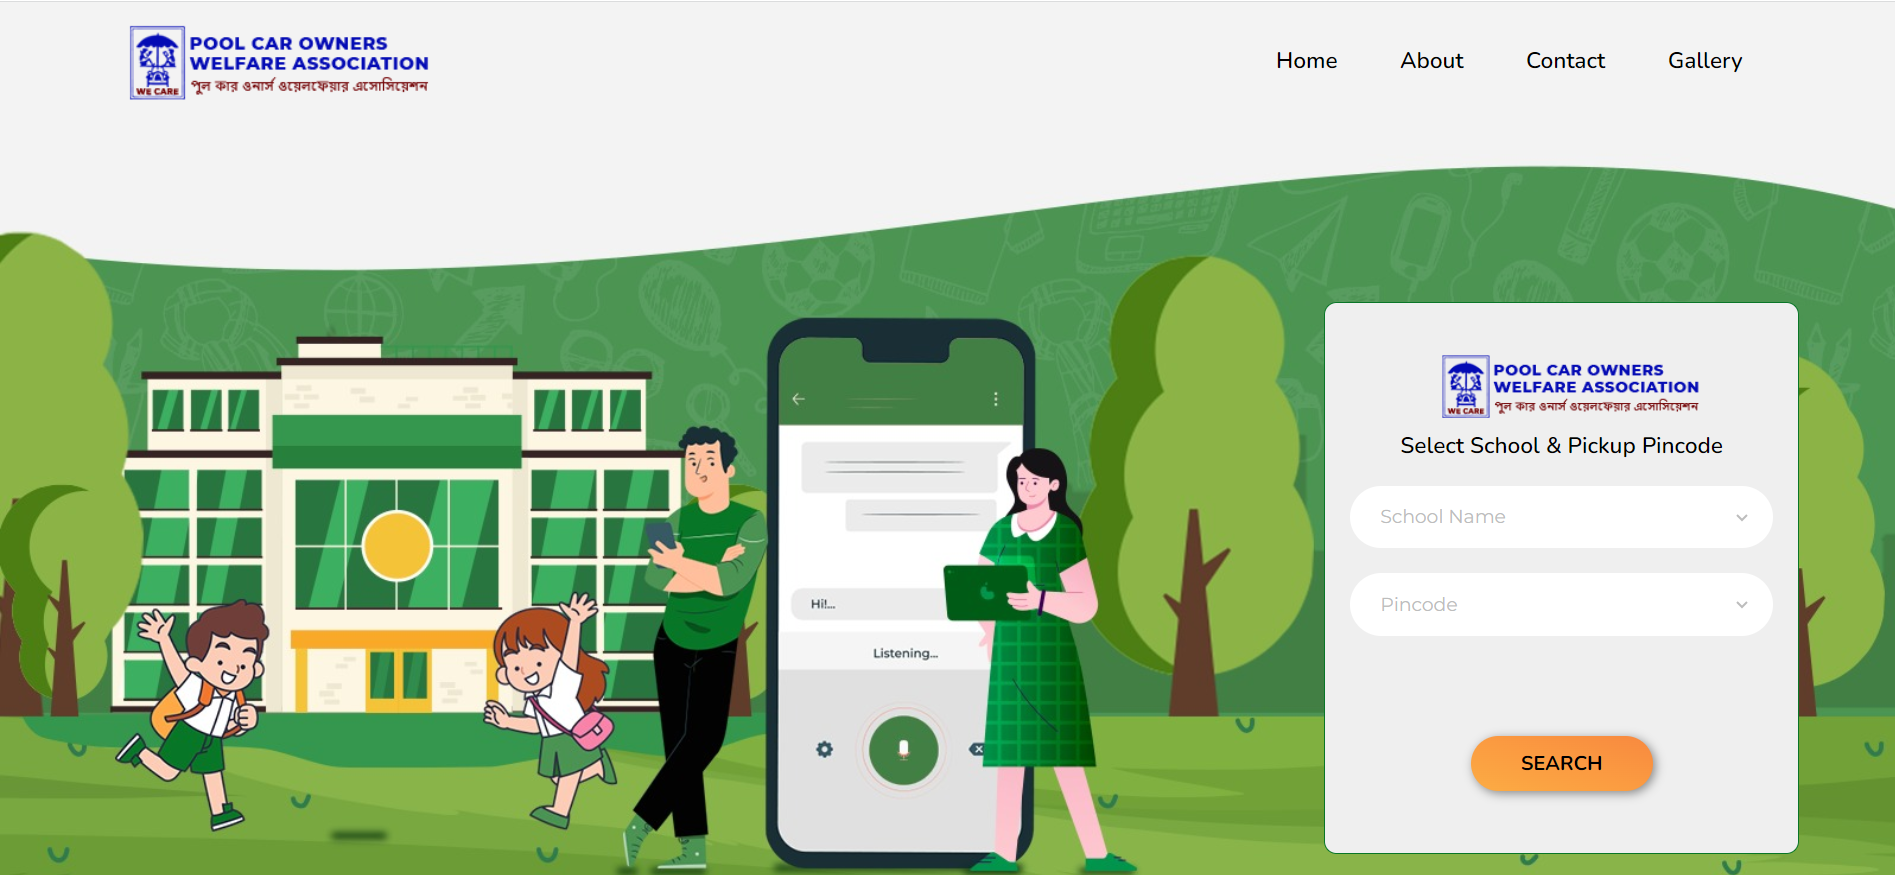 POOL CAR OWNERS
WELFARE ASSOCIATION
WE CARE
পুল কার ওনার্স ওয়েলফেয়ার এসোসিয়েশন
Home
About
Contact
Gallery
Hi!...
Listening...
POOL CAR OWNERS
WELFARE ASSOCIATION
WE CARE
পুল কার ওনার্স ওয়েলফেয়ার এসোসিয়েশন
Select School & Pickup Pincode
School Name
Pincode
SEARCH